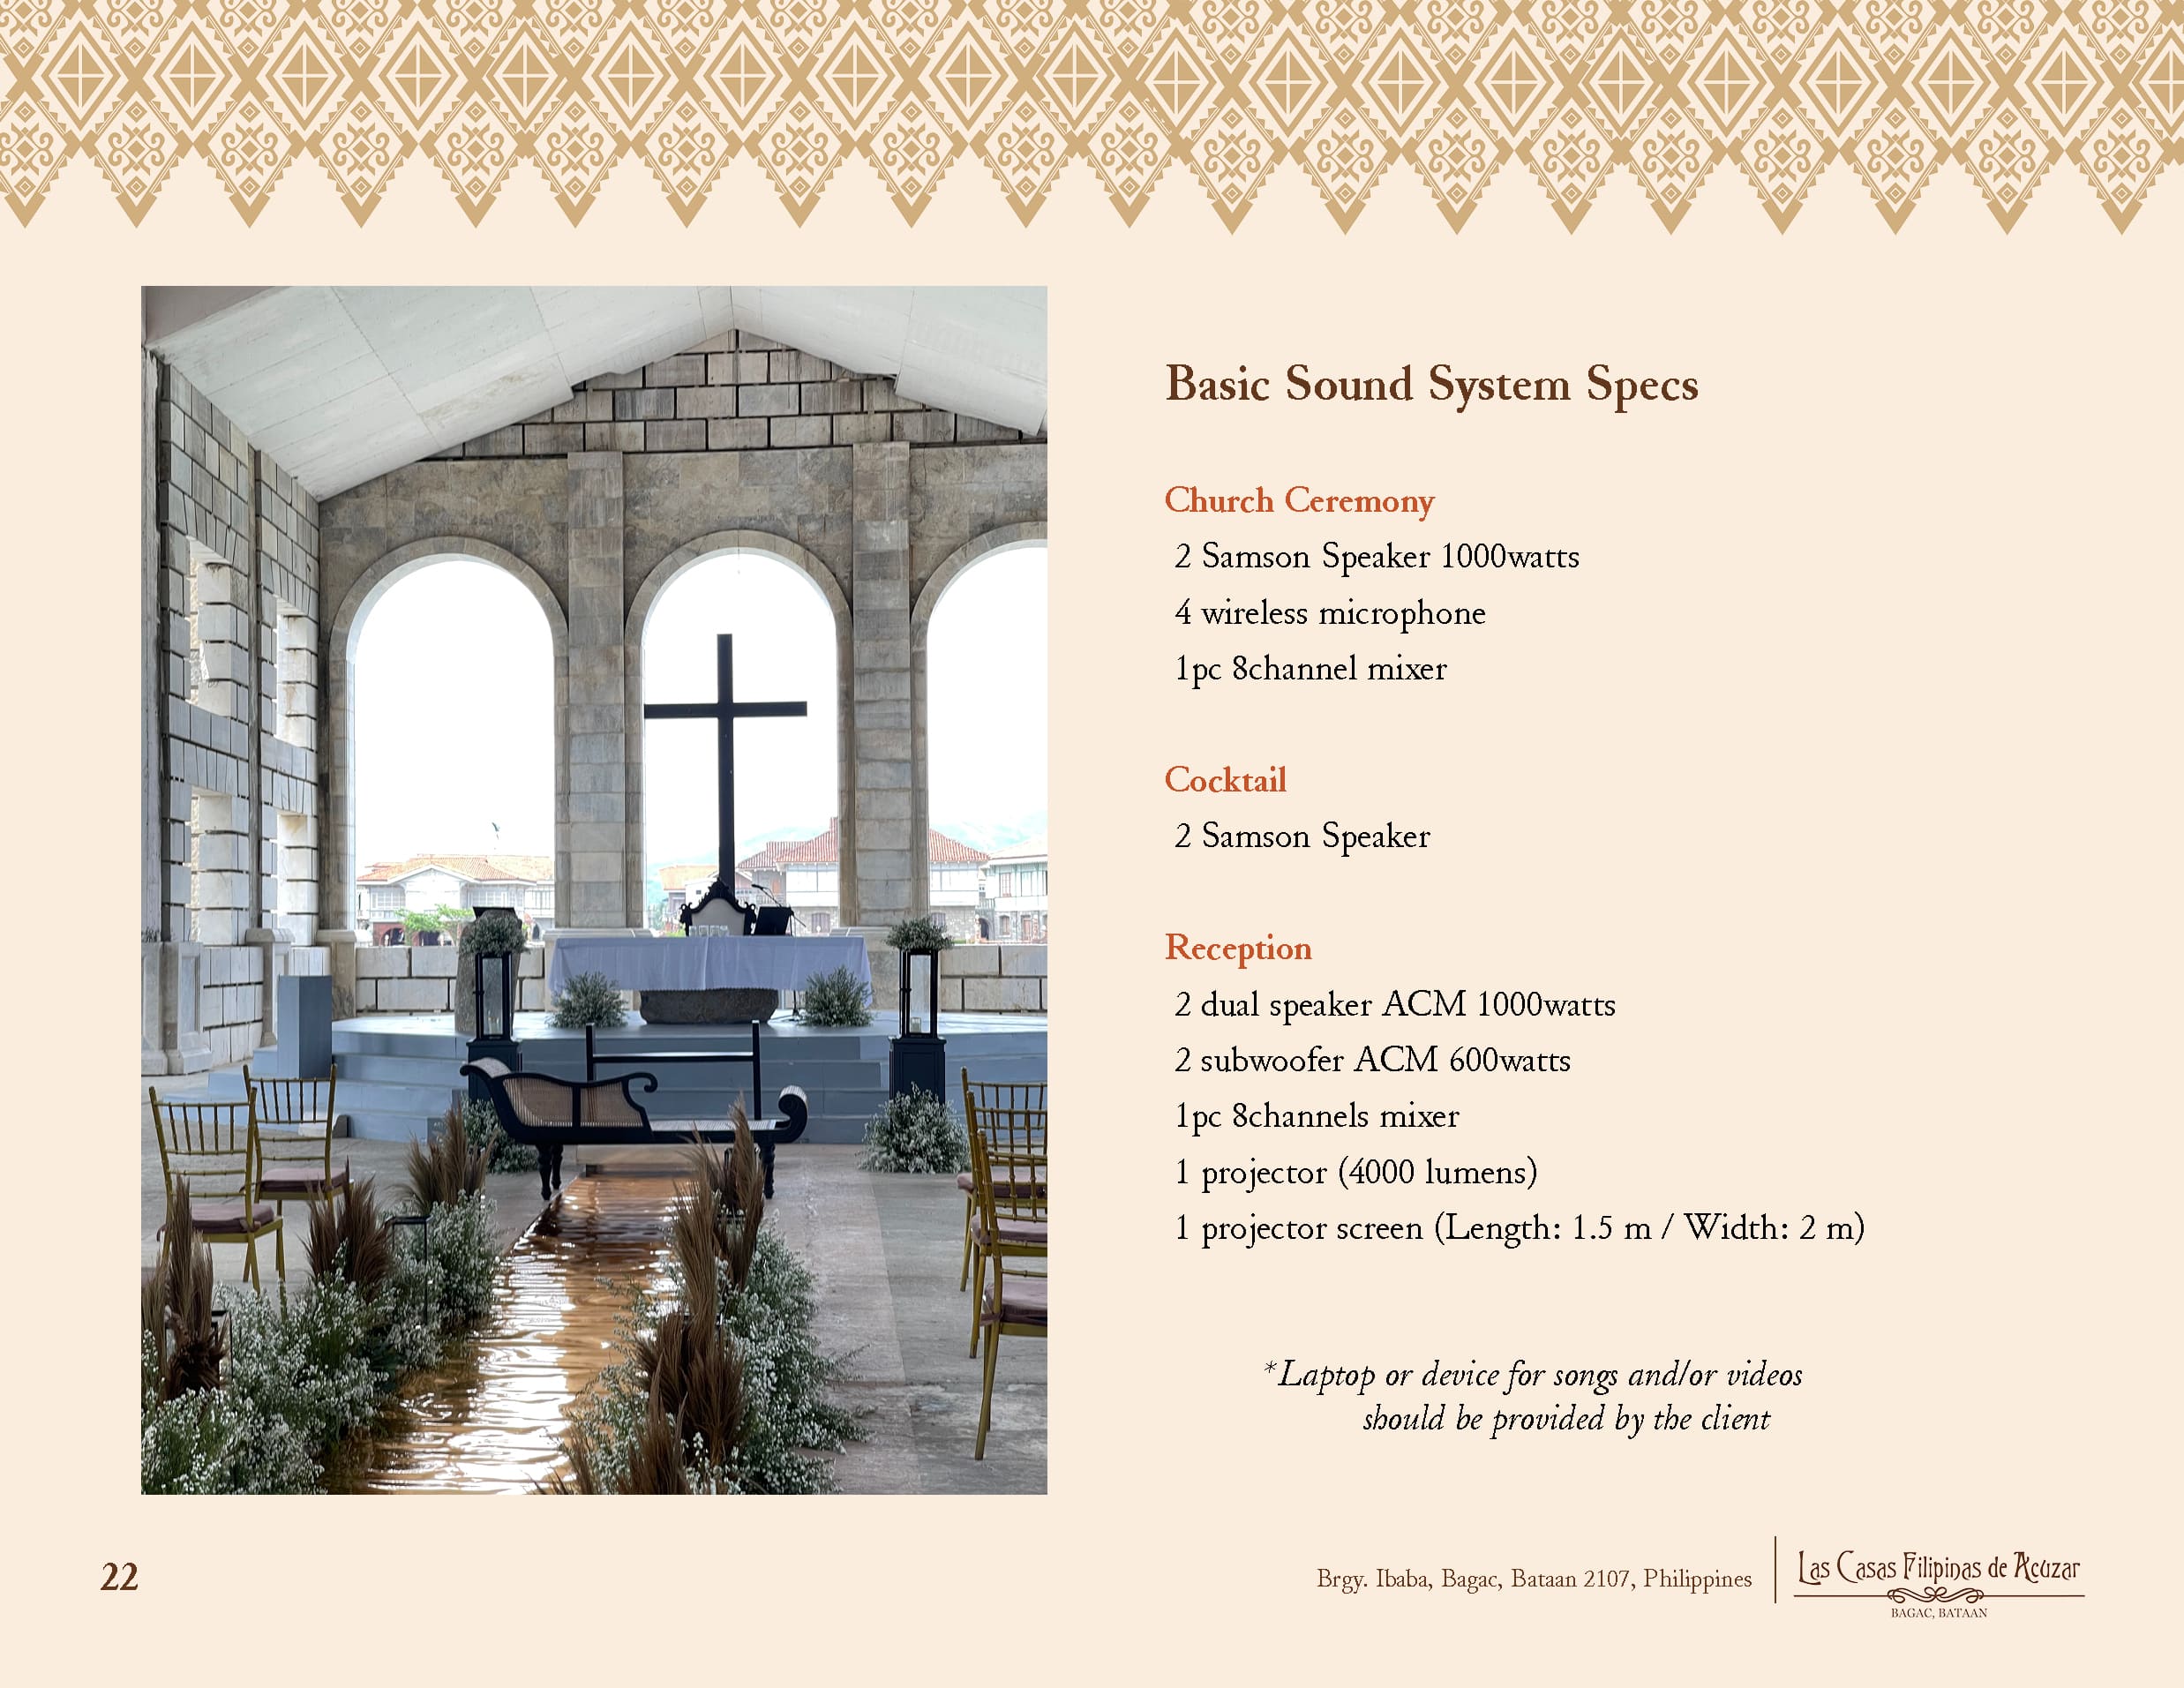 Basic Sound System Specs
Church Ceremony
2 Samson Speaker 1000watts
4 wireless microphone
1pc 8channel mixer
Cocktail
2 Samson Speaker
Reception
2 dual speaker ACM 1000watts
2 subwoofer ACM 600watts
1pc 8channels mixer
1 projector (4000 lumens)
1 projector screen (Length: 1.5 m / Width: 2 m)
*Laptop or device for songs and/or videos
should be provided by the client
22
Brgy. Ibaba, Bagac, Bataan 2107, Philippines
Las Casas Filipinas de Acuzar
BAGAC, BATAAN